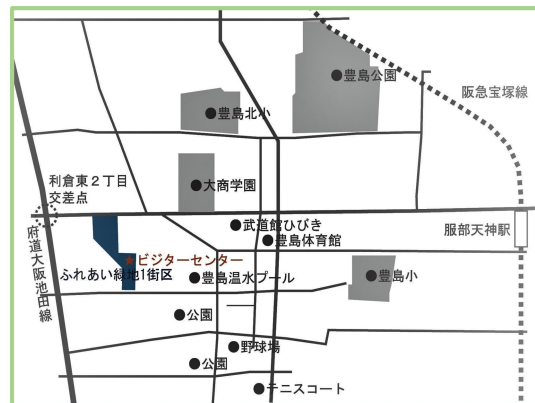 豊島公園
阪急宝塚線
豊島北小
利倉東2丁目
交差点
大商学園
武道館ひびき
豊島体育館
服部天神駅
府道大阪池田線
ビジターセンター
ふれあい緑地1街区
豊島温水プール
豊島小
公園
野球場
公園
テニスコート